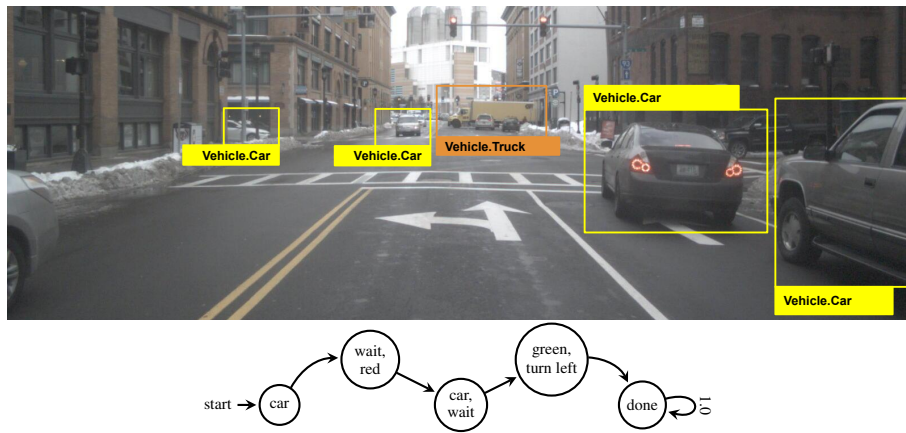 Vehicle.Car
Vehicle.Car
Vehicle.Car
Vehicle.Truck
Vehicle.Car
wait,
red
green,
turn left
start
car
car,
wait
done
1.0